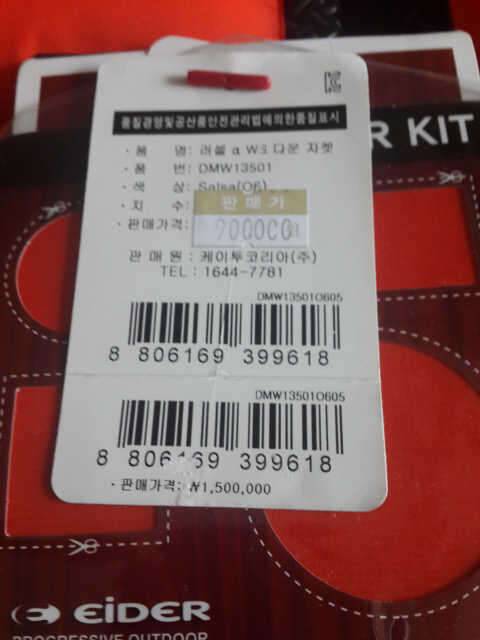 R KIT
품질경영및공산품안전관리법에의한품질표시
· 품 명: 러셀 α W3 다운 자켓
· 품 번: DMW13501
· 색 상: Salsa(O6)
· 치 수:
판매가
· 판매가격:
판 매 원 : 케이투코리아(주)
TEL : 1644-7781
DMW13501O605
8 806169 399618
DMW13501O605
8 806169 399618
· 판매가격: ₩1,500,000
EIDER
PROGRESSIVE OUTDOOR